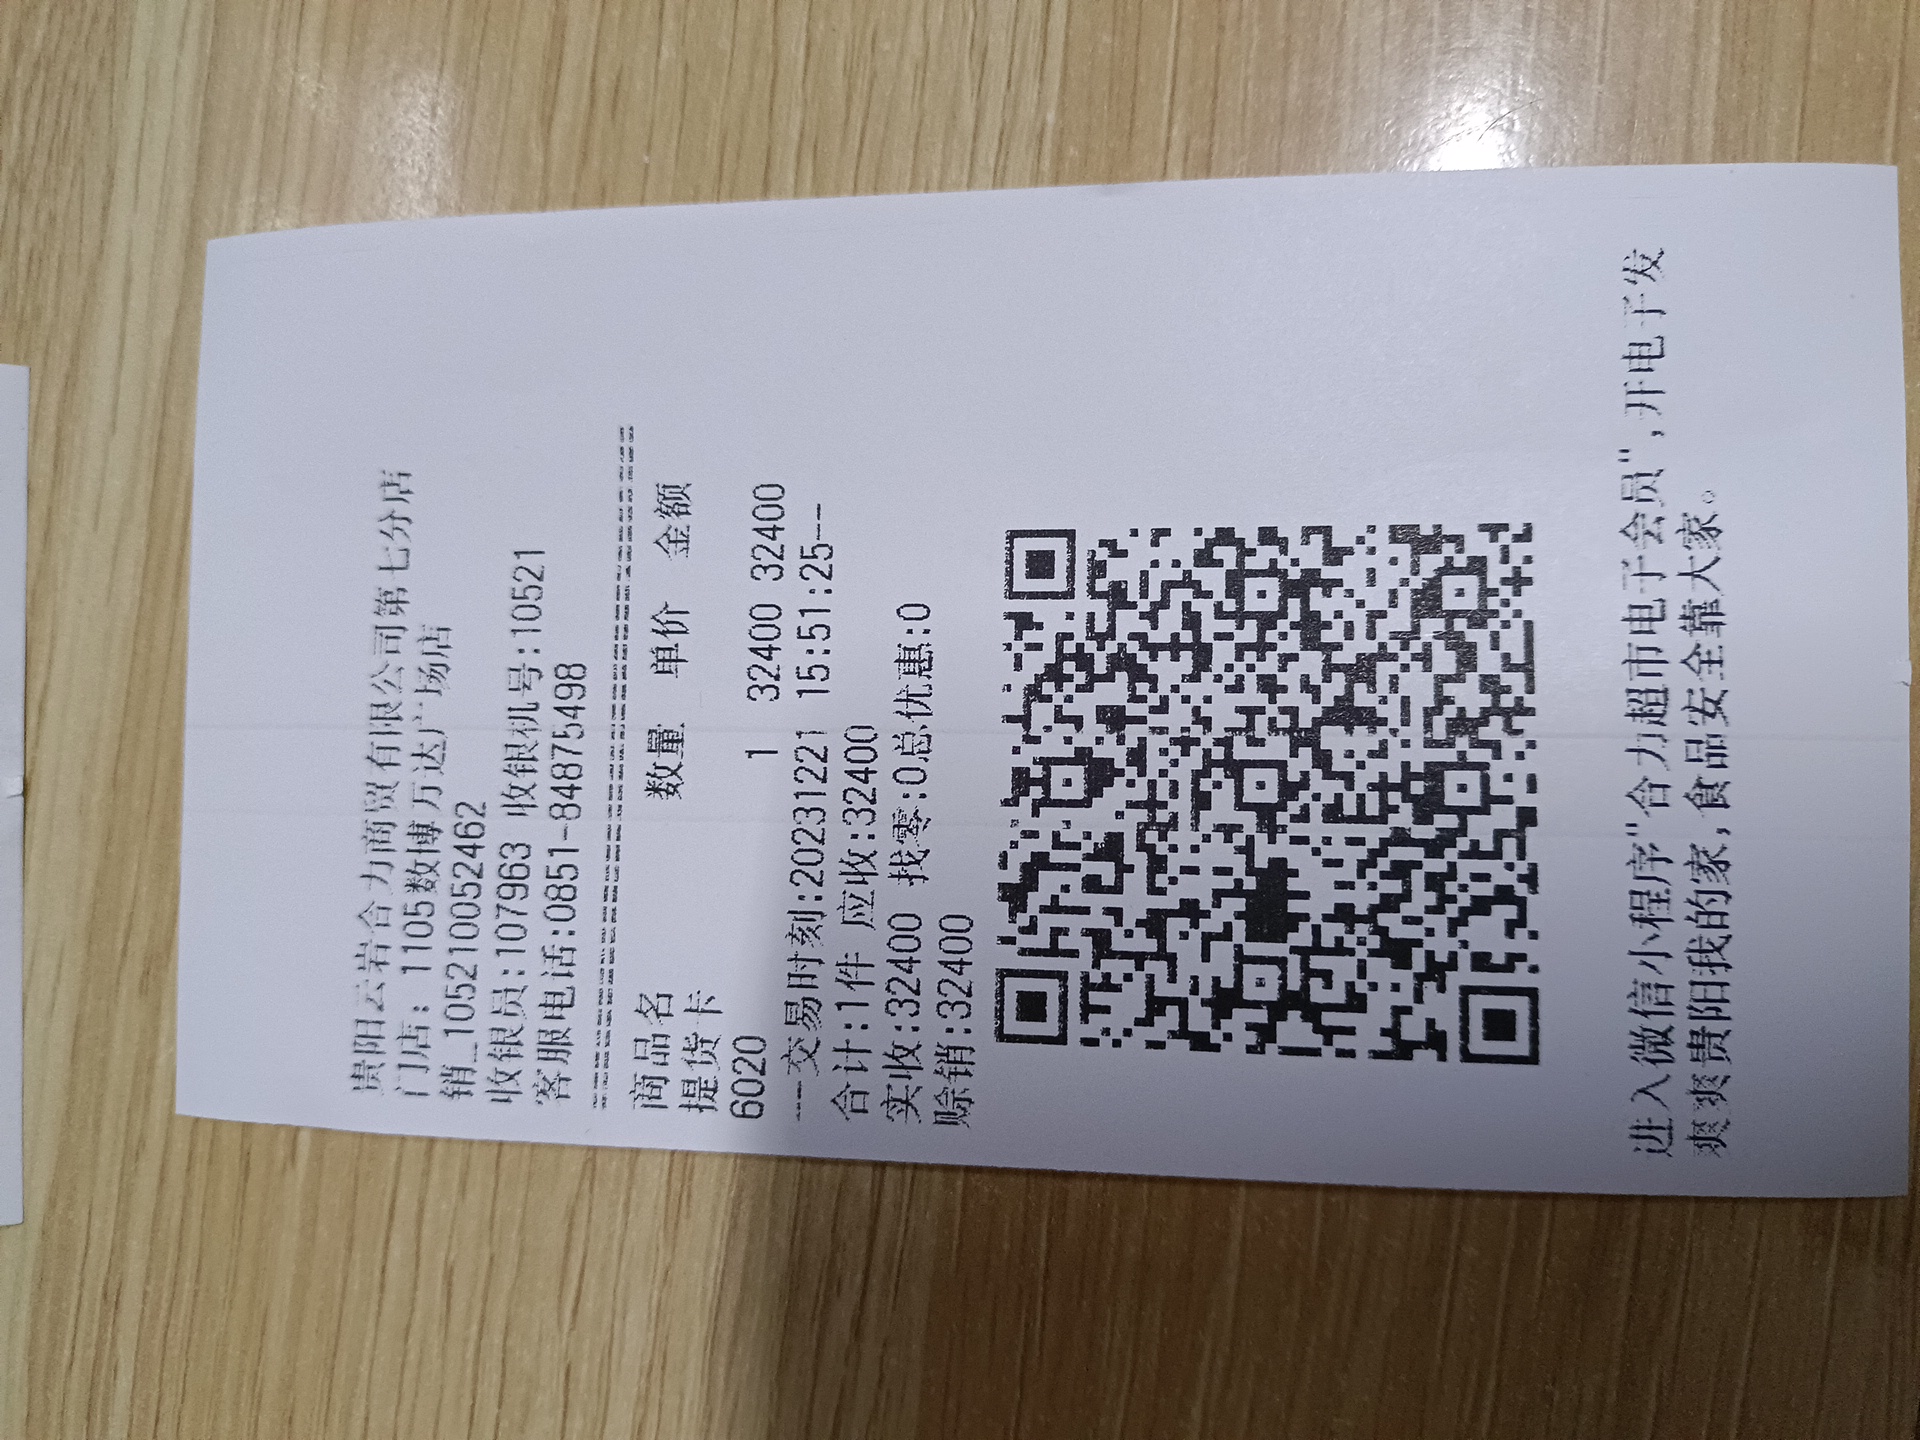 贵阳云岩合力商贸有限公司第七分店
门店: 1105数博万达广场店
销_105210052462
收银员:107963 收银机号:10521
客服电话:0851-84875498
商品名 数量 单价 金额
提货卡
6020 1 32400 32400
--交易时刻:20231221 15:51:25--
合计:1件 应收:32400
实收:32400 找零:0总优惠:0
赊销:32400
进入微信小程序"合力超市电子会员",开电子发
爽爽贵阳我的家,食品安全靠大家。